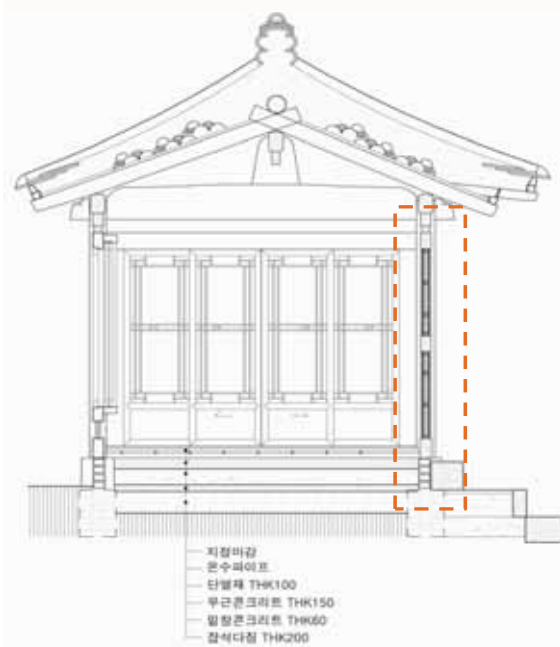 지정마감
온수파이프
단열재 THK100
무근콘크리트 THK150
밑창콘크리트 THK60
잡석다짐 THK200